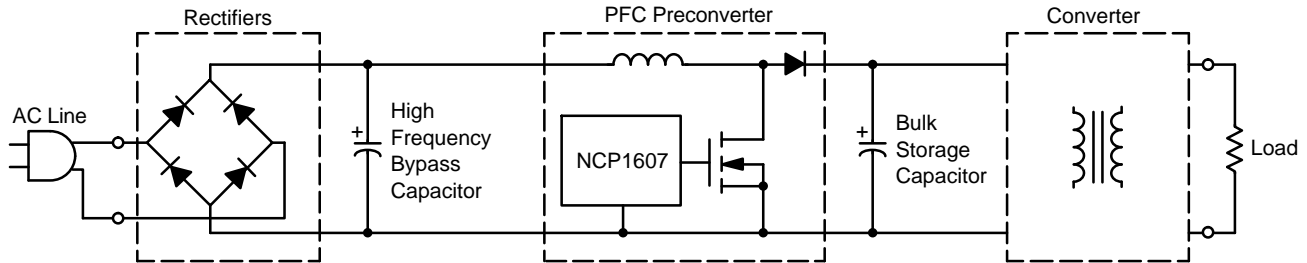 Rectifiers
PFC Preconverter
Converter
AC Line
+
High
Frequency
Bypass
Capacitor
NCP1607
+
Bulk
Storage
Capacitor
Load